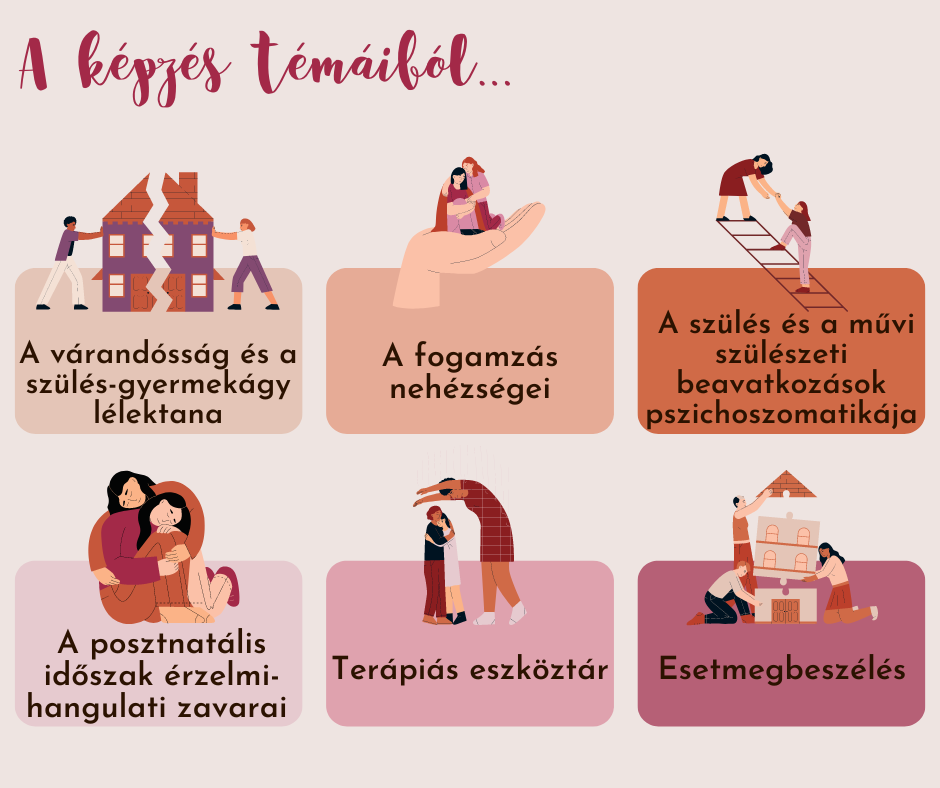 A képzés témáiból...
A várandósság és a
szülés-gyermekágy
lélektana
A fogamzás
nehézségei
A szülés és a művi
szülészeti
beavatkozások
pszichoszomatikája
A posztnatális
időszak érzelmi-
hangulati zavarai
Terápiás eszköztár
Esetmegbeszélés